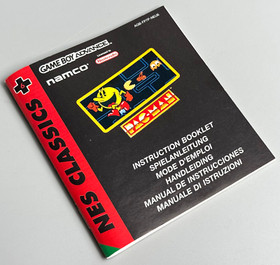 GAME BOY ADVANCE
namco
Nintendo
PAC-MAN
NES CLASSICS
INSTRUCTION BOOKLET
SPIELANLEITUNG
MODE D'EMPLOI
HANDLEIDING
MANUAL DE INSTRUCCIONES
MANUALE DI ISTRUZIONI